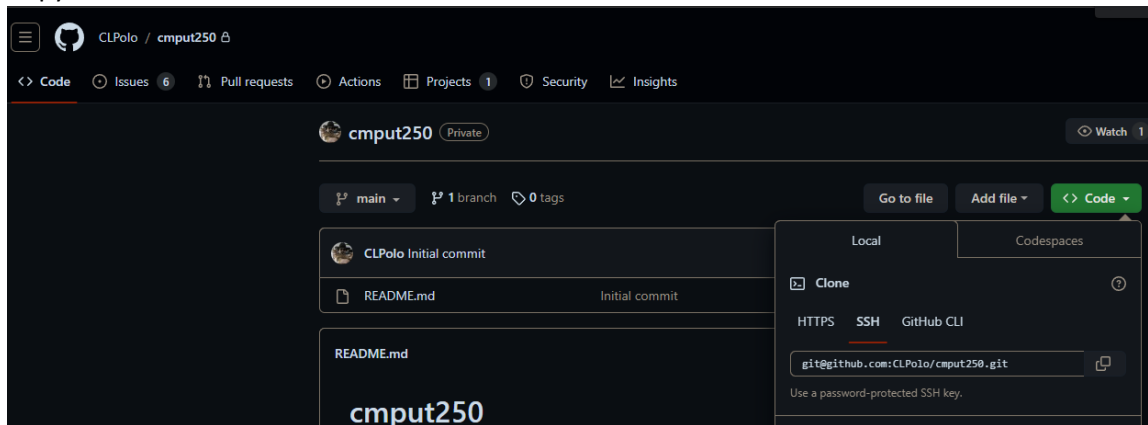 CLPolo / cmput250
Code Issues 6 Pull requests Actions Projects 1 Security Insights
cmput250 Private
Watch 1
main 1 branch 0 tags
Go to file Add file <> Code
CLPolo Initial commit
README.md Initial commit
README.md
cmput250
Local Codespaces
Clone
HTTPS SSH GitHub CLI
git@github.com:CLPolo/cmput250.git
Use a password-protected SSH key.